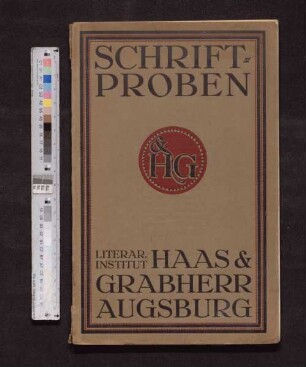 SCHRIFT=
PROBEN
& HG
LITERAR.
INSTITUT HAAS &
GRABHERR
AUGSBURG